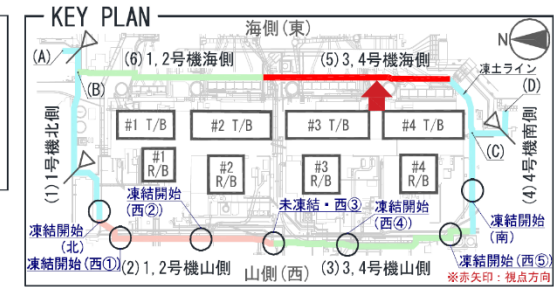 KEY PLAN
海側(東)
N
(A)
(6) 1,2号機海側
(5) 3,4号機海側
凍土ライン
(B)
(D)
#1 T/B
#2 T/B
#3 T/B
#4 T/B
(C)
(1) 1号機北側
(4) 4号機南側
#1
R/B
#2
R/B
#3
R/B
#4
R/B
凍結開始
(西②)
未凍結・西③
凍結開始
(西④)
凍結開始
(北)
凍結開始
(南)
凍結開始(西①)
(2) 1,2号機山側
山側(西)
(3) 3,4号機山側
凍結開始(西⑤)
※赤矢印:視点方向